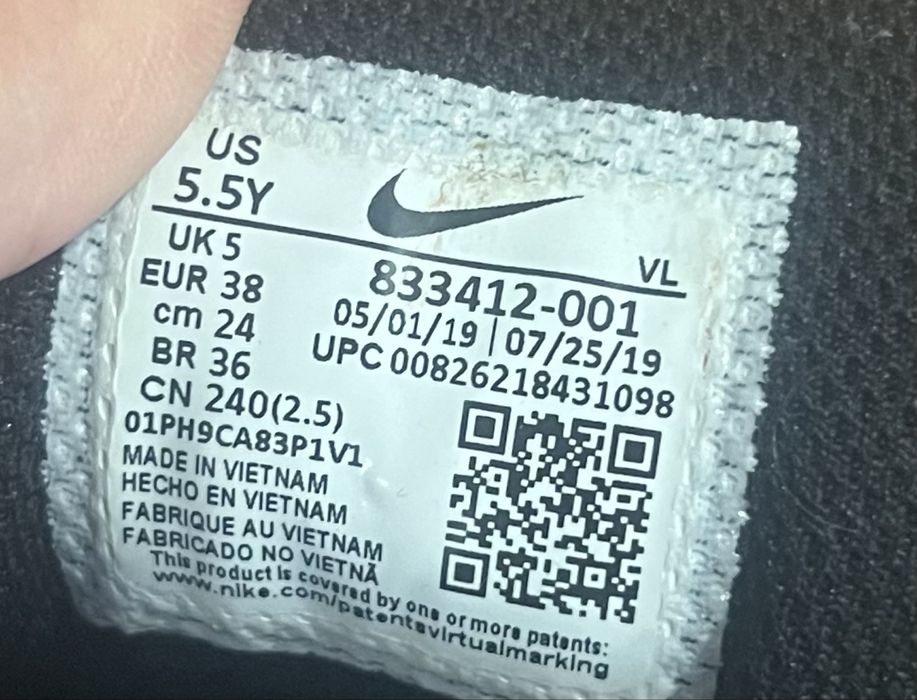 US
5.5Y
VL
UK 5
EUR 38
cm 24
BR 36
CN 240(2.5)
833412-001
05/01/19 | 07/25/19
UPC 00826218431098
01PH9CA83P1V1
MADE IN VIETNAM
HECHO EN VIETNAM
FABRIQUE AU VIETNAM
FABRICADO NO VIETNÃ
This product is covered by one or more patents:
www.nike.com/patentsvirtualmarking